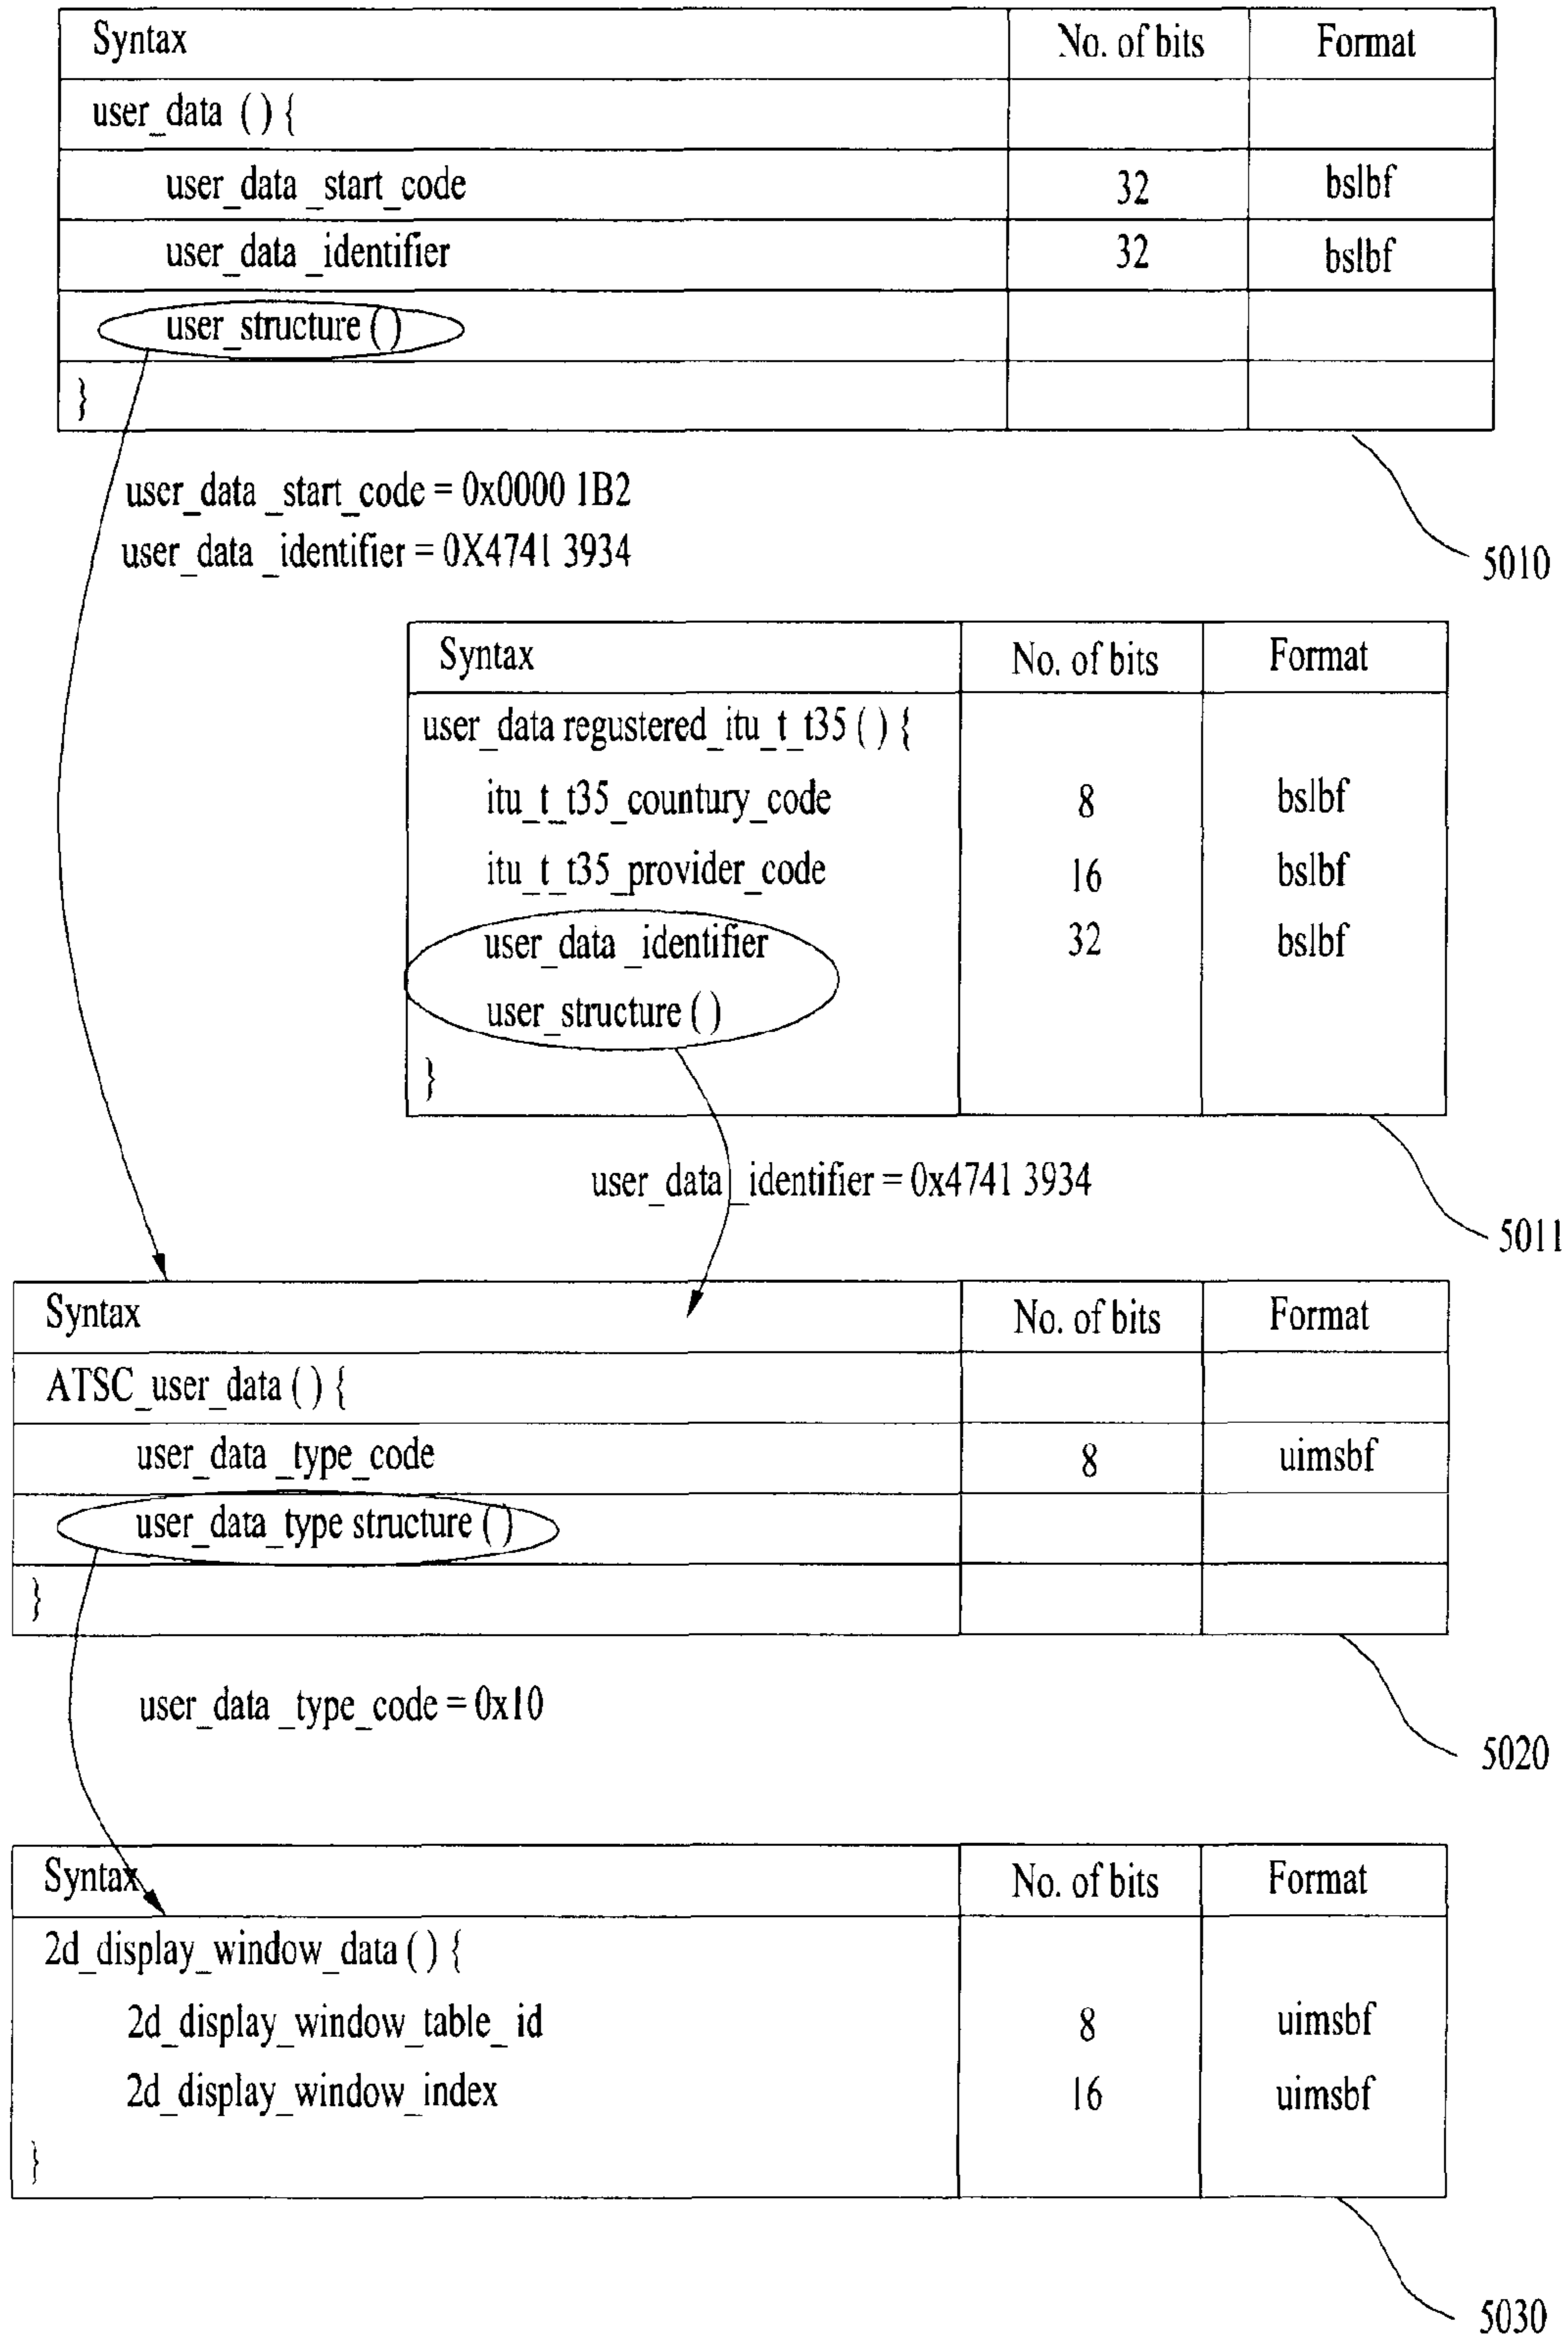 Syntax No. of bits Format
user_data ( ) {
user_data _start_code 32 bslbf
user_data _identifier 32 bslbf
user_structure ( )
}
user_data _start_code = 0x0000 1B2
user_data _identifier = 0X4741 3934
5010
Syntax No. of bits Format
user_data regustered_itu_t_t35 ( ) {
itu_t_t35_countury_code 8 bslbf
itu_t_t35_provider_code 16 bslbf
user_data _identifier 32 bslbf
user_structure ( )
}
user_data _identifier = 0x4741 3934
5011
Syntax No. of bits Format
ATSC_user_data ( ) {
user_data _type_code 8 uimsbf
user_data_type structure ( )
}
user_data _type_code = 0x10
5020
Syntax No. of bits Format
2d_display_window_data ( ) {
2d_display_window_table_ id 8 uimsbf
2d_display_window_index 16 uimsbf
}
5030